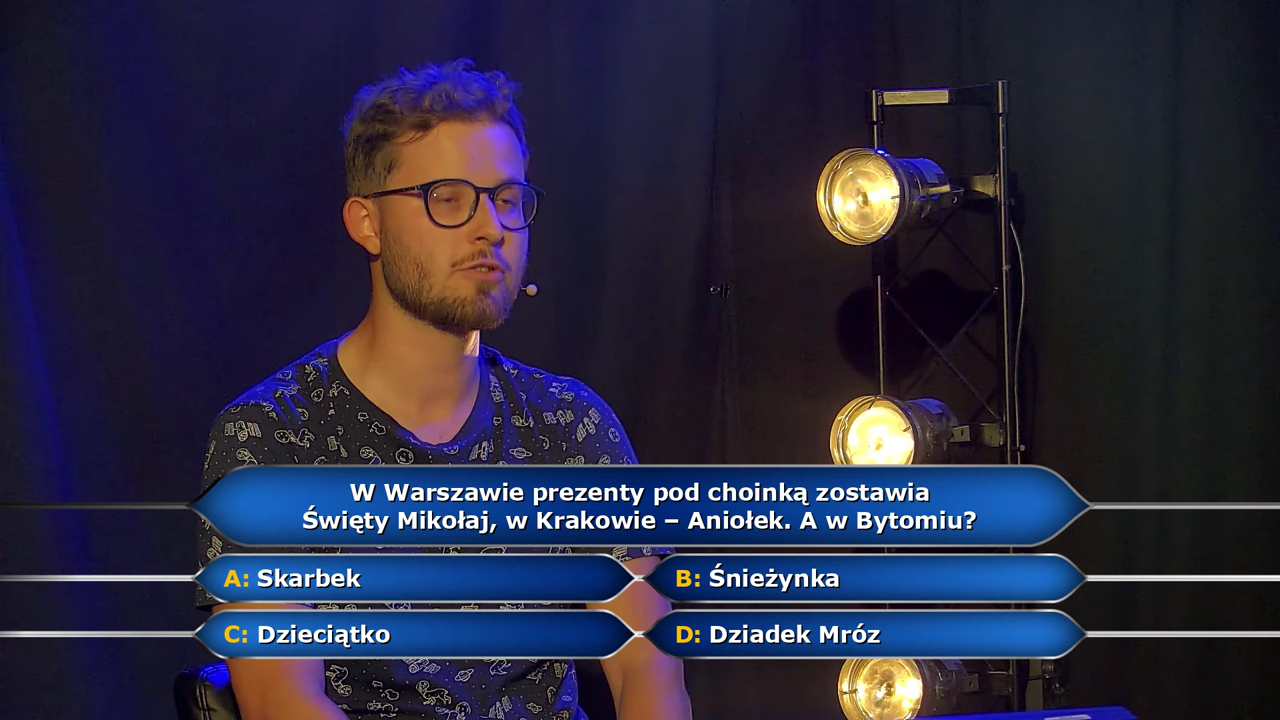 W Warszawie prezenty pod choinką zostawia
Święty Mikołaj, w Krakowie – Aniołek. A w Bytomiu?
A: Skarbek
B: Śnieżynka
C: Dzieciątko
D: Dziadek Mróz